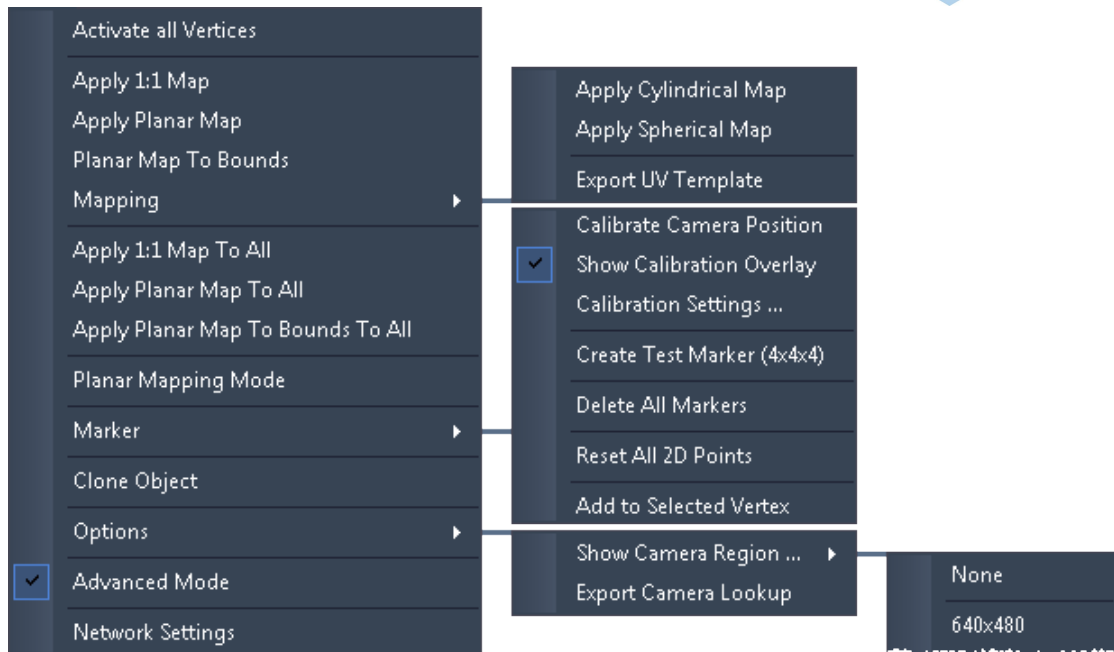 Activate all Vertices
Apply 1:1 Map
Apply Planar Map
Planar Map To Bounds
Mapping
Apply 1:1 Map To All
Apply Planar Map To All
Apply Planar Map To Bounds To All
Planar Mapping Mode
Marker
Clone Object
Options
Advanced Mode
Network Settings
Apply Cylindrical Map
Apply Spherical Map
Export UV Template
Calibrate Camera Position
Show Calibration Overlay
Calibration Settings ...
Create Test Marker (4x4x4)
Delete All Markers
Reset All 2D Points
Add to Selected Vertex
Show Camera Region ...
Export Camera Lookup
None
640x480